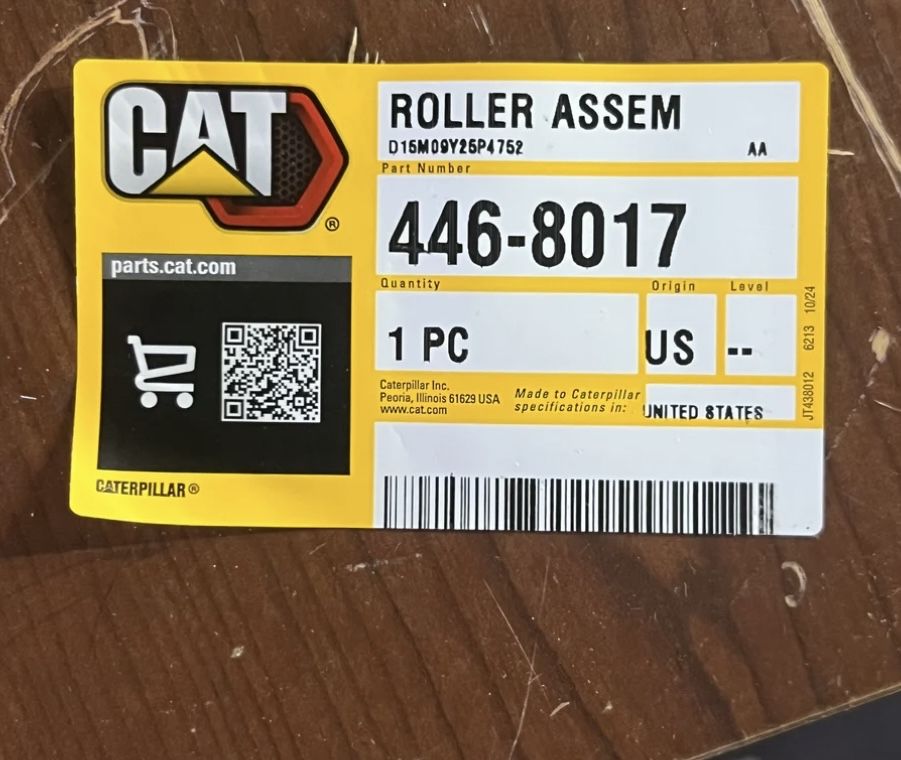 CAT
®
ROLLER ASSEM
D15M09Y25P4752 AA
Part Number
446-8017
parts.cat.com
Quantity Origin Level
1 PC US --
Caterpillar Inc.
Peoria, Illinois 61629 USA
www.cat.com
Made to Caterpillar
specifications in: UNITED STATES
JT438012 6213 10/24
CATERPILLAR®